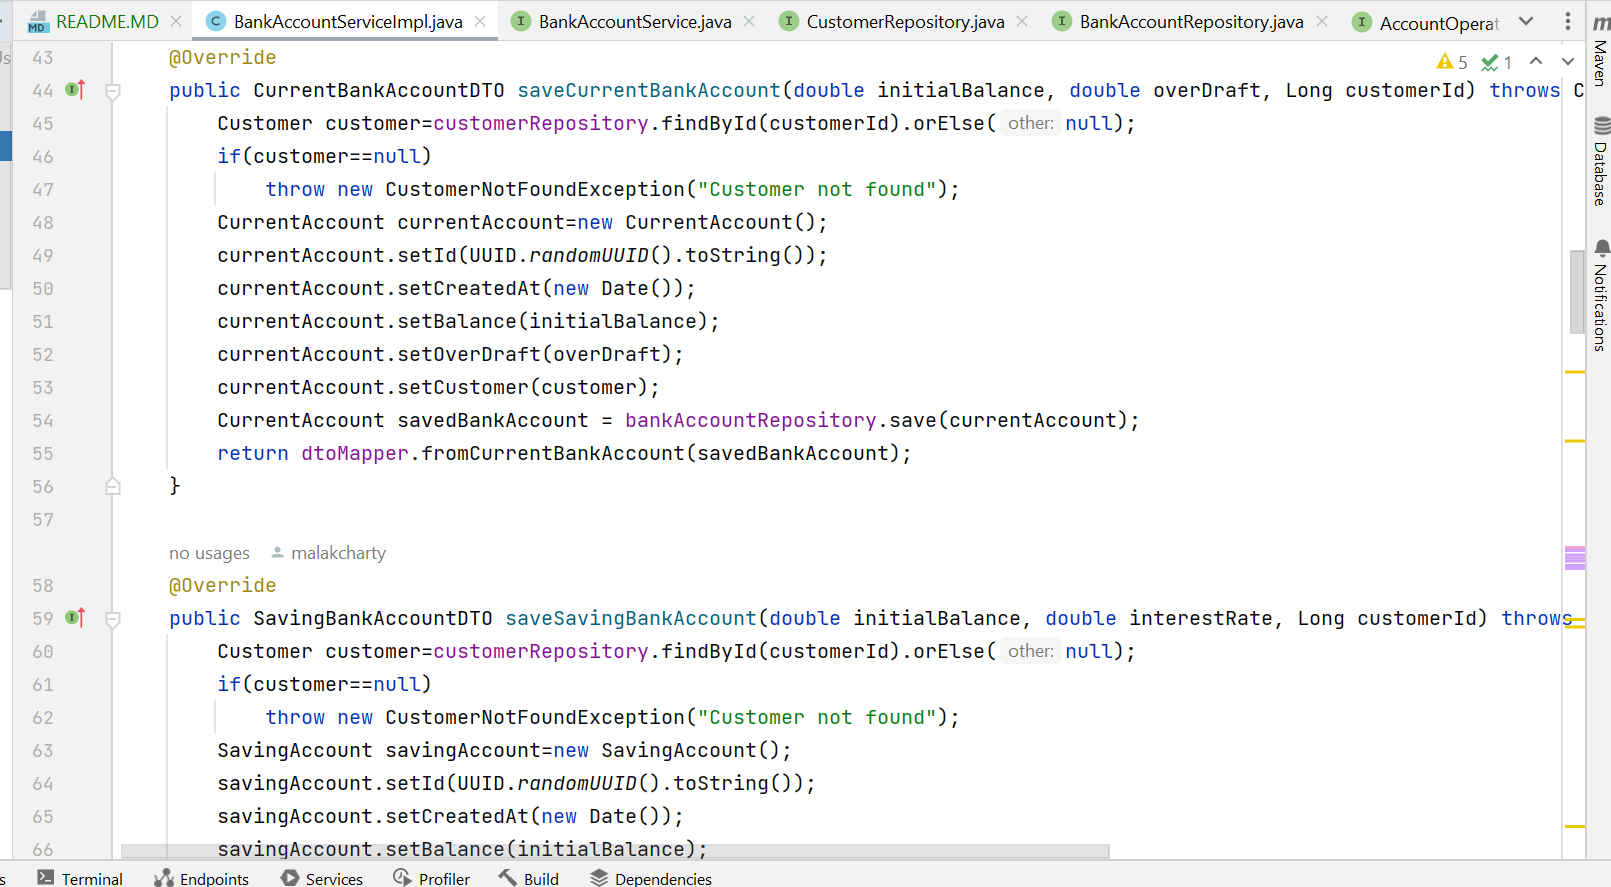 README.MD BankAccountServiceImpl.java BankAccountService.java CustomerRepository.java BankAccountRepository.java AccountOperat
5 1
43 @Override
44 public CurrentBankAccountDTO saveCurrentBankAccount(double initialBalance, double overDraft, Long customerId) throws C
45 Customer customer=customerRepository.findById(customerId).orElse( other: null);
46 if(customer==null)
47 throw new CustomerNotFoundException("Customer not found");
48 CurrentAccount currentAccount=new CurrentAccount();
49 currentAccount.setId(UUID.randomUUID().toString());
50 currentAccount.setCreatedAt(new Date());
51 currentAccount.setBalance(initialBalance);
52 currentAccount.setOverDraft(overDraft);
53 currentAccount.setCustomer(customer);
54 CurrentAccount savedBankAccount = bankAccountRepository.save(currentAccount);
55 return dtoMapper.fromCurrentBankAccount(savedBankAccount);
56 }
57
no usages malakcharty
58 @Override
59 public SavingBankAccountDTO saveSavingBankAccount(double initialBalance, double interestRate, Long customerId) throws
60 Customer customer=customerRepository.findById(customerId).orElse( other: null);
61 if(customer==null)
62 throw new CustomerNotFoundException("Customer not found");
63 SavingAccount savingAccount=new SavingAccount();
64 savingAccount.setId(UUID.randomUUID().toString());
65 savingAccount.setCreatedAt(new Date());
66 savingAccount.setBalance(initialBalance);
Maven
Database
Notifications
Terminal Endpoints Services Profiler Build Dependencies